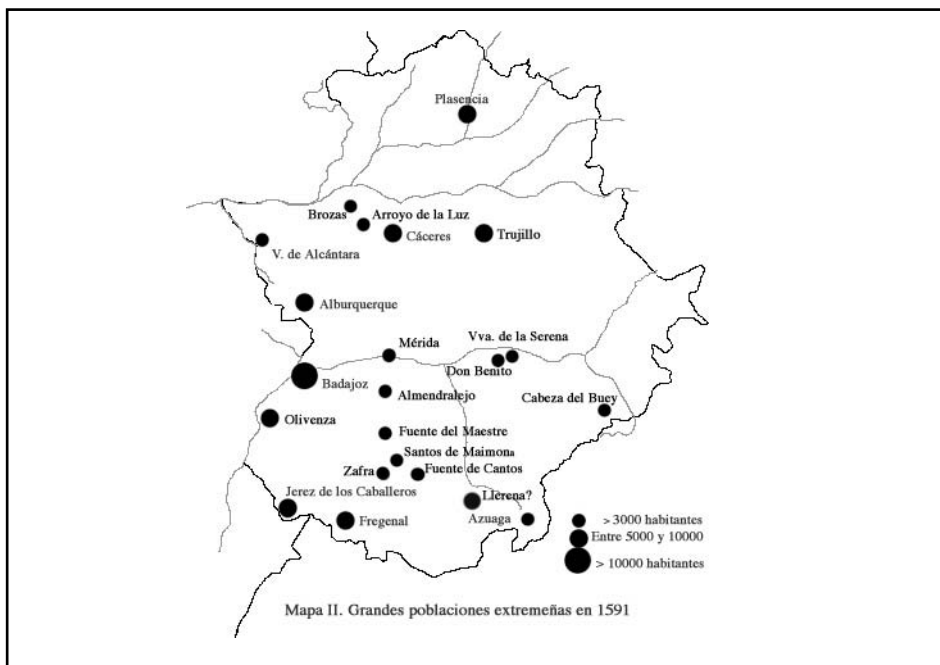 Plasencia
Brozas
Arroyo de la Luz
Cáceres
Trujillo
V. de Alcántara
Alburquerque
Mérida
Vva. de la Serena
Don Benito
Badajoz
Almendralejo
Cabeza del Buey
Olivenza
Fuente del Maestre
Santos de Maimona
Zafra
Fuente de Cantos
Jerez de los Caballeros
Llerena?
Fregenal
Azuaga
> 3000 habitantes
Entre 5000 y 10000
> 10000 habitantes
Mapa II. Grandes poblaciones extremeñas en 1591